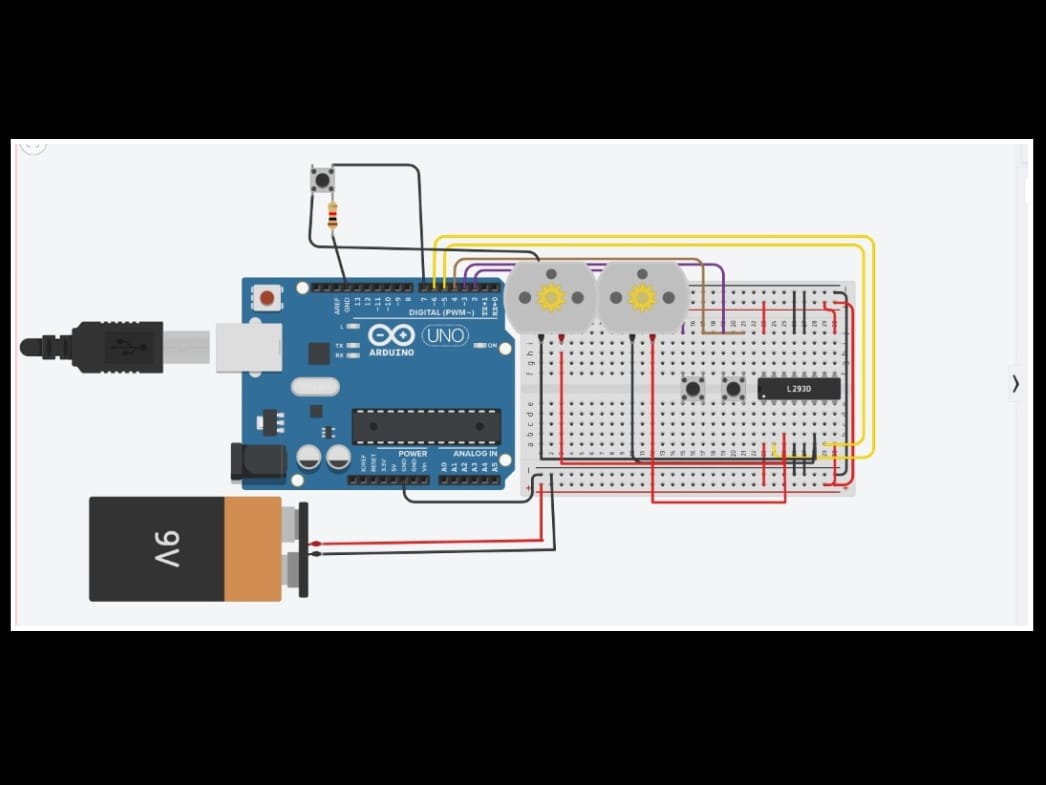 AREF
GND
13
12
~11
~10
~9
8
7
~6
~5
4
~3
2
TX→1
RX←0
DIGITAL (PWM~)
L
TX
RX
ARDUINO
UNO
ON
POWER
ANALOG IN
IOREF
RESET
3.3V
5V
GND
GND
Vin
A0
A1
A2
A3
A4
A5
L293D
9V